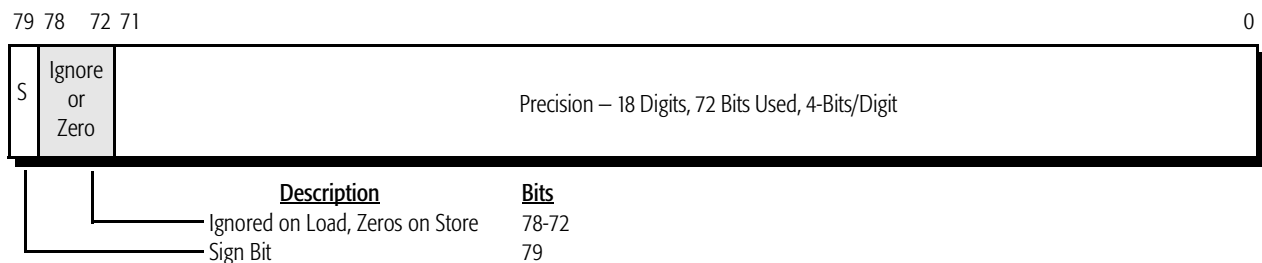 79 78 72 71 0
S
Ignore
or
Zero
Precision – 18 Digits, 72 Bits Used, 4-Bits/Digit
Description Bits
Ignored on Load, Zeros on Store 78-72
Sign Bit 79